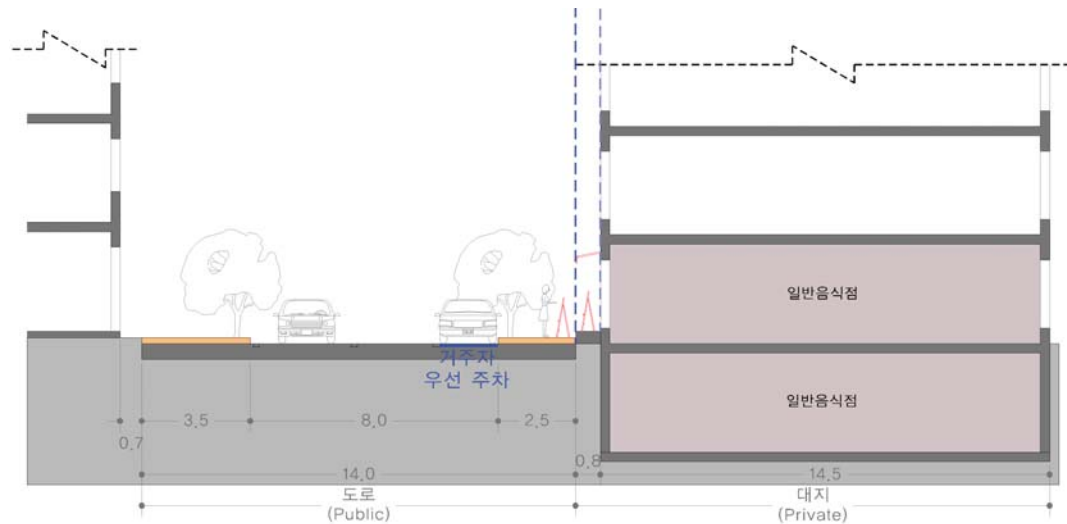 일반음식점
거주자
우선 주차
일반음식점
3.5 8.0 2.5
0.7 0.8
14.0 14.5
도로 대지
(Public) (Private)